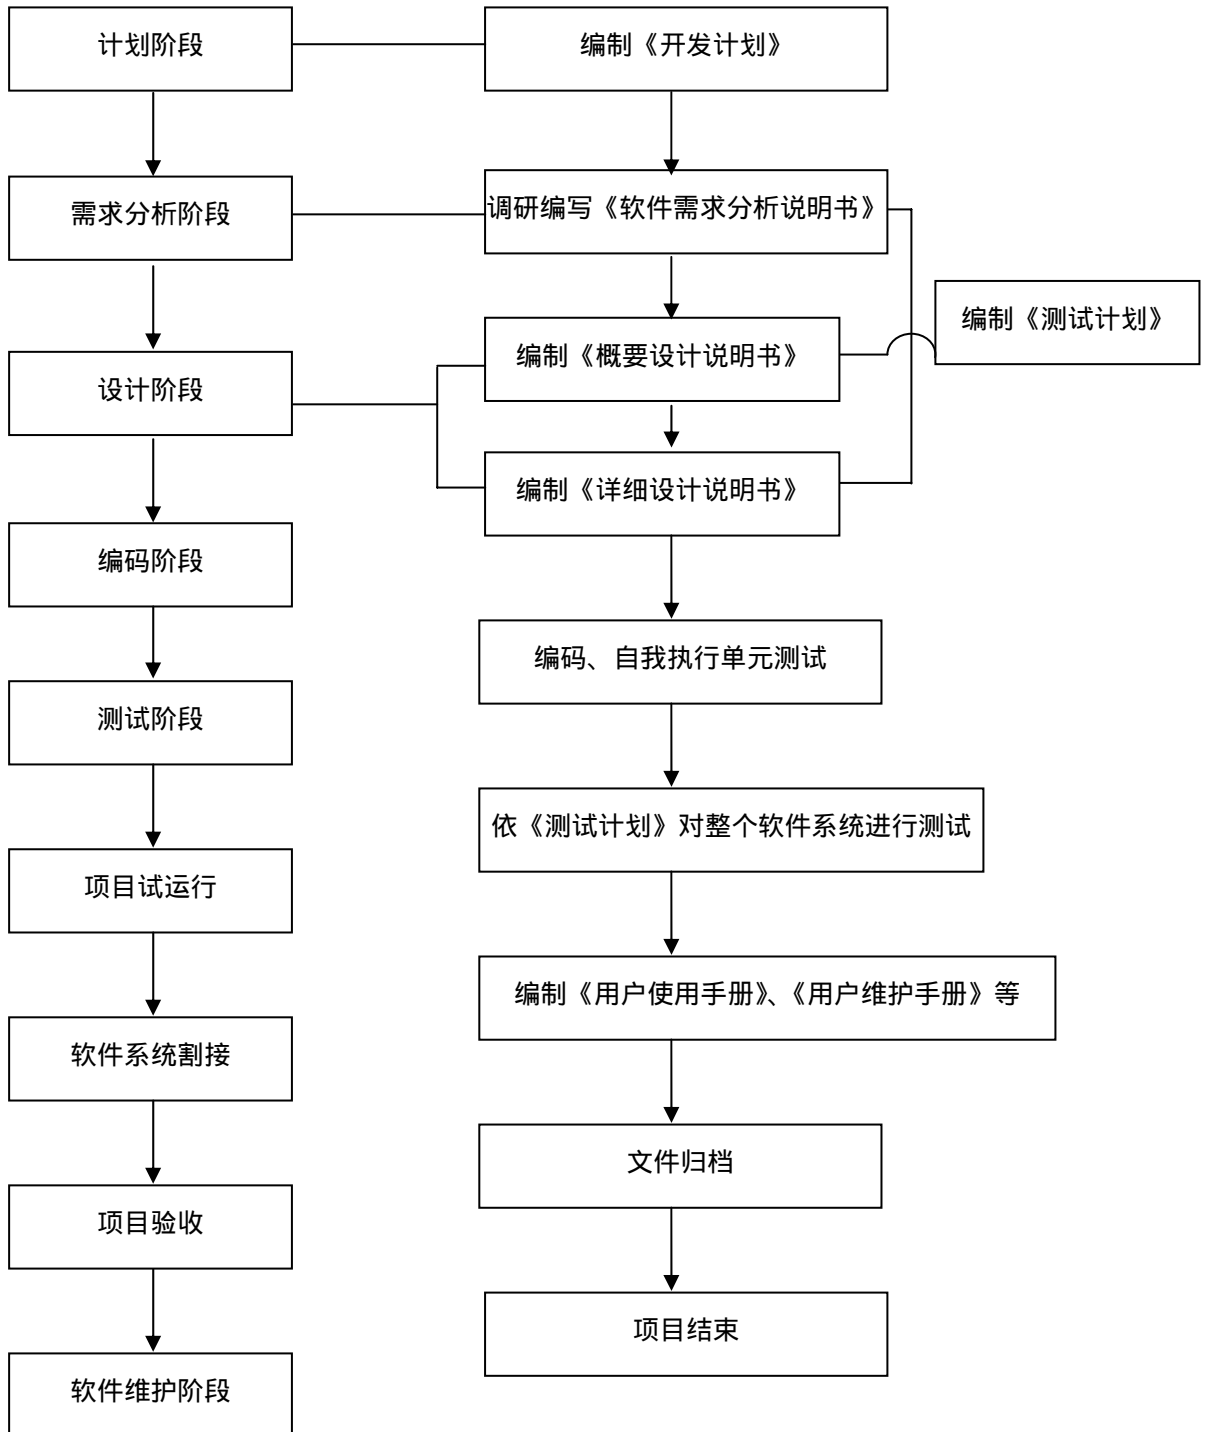 计划阶段
编制《开发计划》
需求分析阶段
调研编写《软件需求分析说明书》
编制《测试计划》
编制《概要设计说明书》
设计阶段
编制《详细设计说明书》
编码阶段
编码、自我执行单元测试
测试阶段
依《测试计划》对整个软件系统进行测试
项目试运行
编制《用户使用手册》、《用户维护手册》等
软件系统割接
文件归档
项目验收
项目结束
软件维护阶段